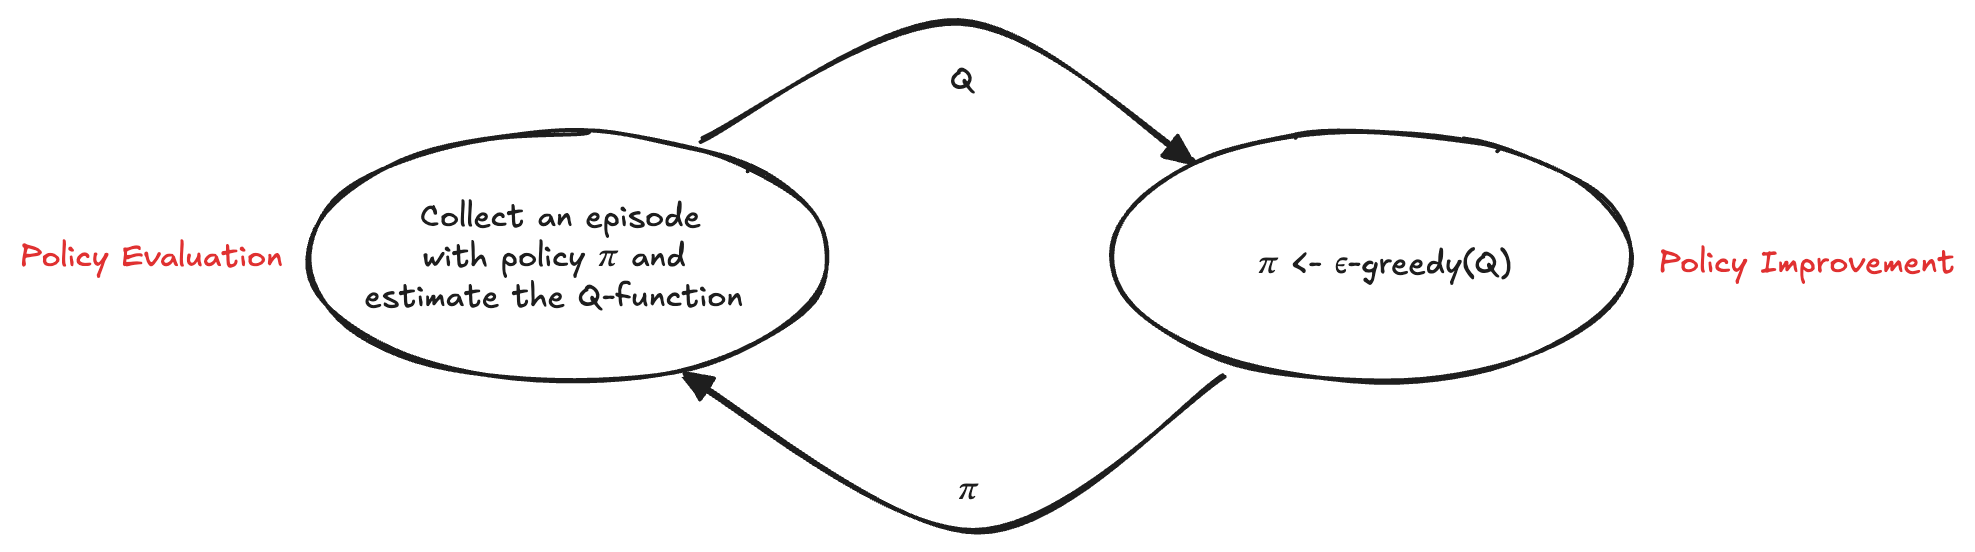 Q
Policy Evaluation
Collect an episode
with policy π and
estimate the Q-function
π <- ϵ-greedy(Q)
Policy Improvement
π